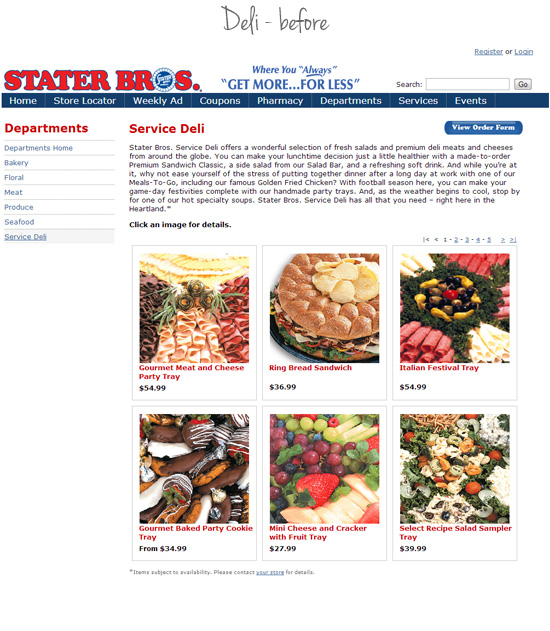 Deli - before
Register or Login
STATER BROS.
Where You "Always"
"GET MORE...FOR LESS"
Search: Go
Home Store Locator Weekly Ad Coupons Pharmacy Departments Services Events
Departments
Departments Home
Bakery
Floral
Meat
Produce
Seafood
Service Deli
Service Deli
View Order Form
Stater Bros. Service Deli offers a wonderful selection of fresh salads and premium deli meats and cheeses
from around the globe. You can make your lunchtime decision just a little healthier with a made-to-order
Premium Sandwich Classic, a side salad from our Salad Bar, and a refreshing soft drink. And while you're at
it, why not ease yourself of the stress of putting together dinner after a long day at work with one of our
Meals-To-Go, including our famous Golden Fried Chicken? With football season here, you can make your
game-day festivities complete with our handmade party trays. And, as the weather begins to cool, stop by
for one of our hot specialty soups. Stater Bros. Service Deli has all that you need – right here in the
Heartland.℠
Click an image for details.
|< < 1 - 2 - 3 - 4 - 5 > >|
Gourmet Meat and Cheese
Party Tray
$54.99
Ring Bread Sandwich
$36.99
Italian Festival Tray
$54.99
Gourmet Baked Party Cookie
Tray
From $34.99
Mini Cheese and Cracker
with Fruit Tray
$27.99
Select Recipe Salad Sampler
Tray
$39.99
*Items subject to availability. Please contact your store for details.